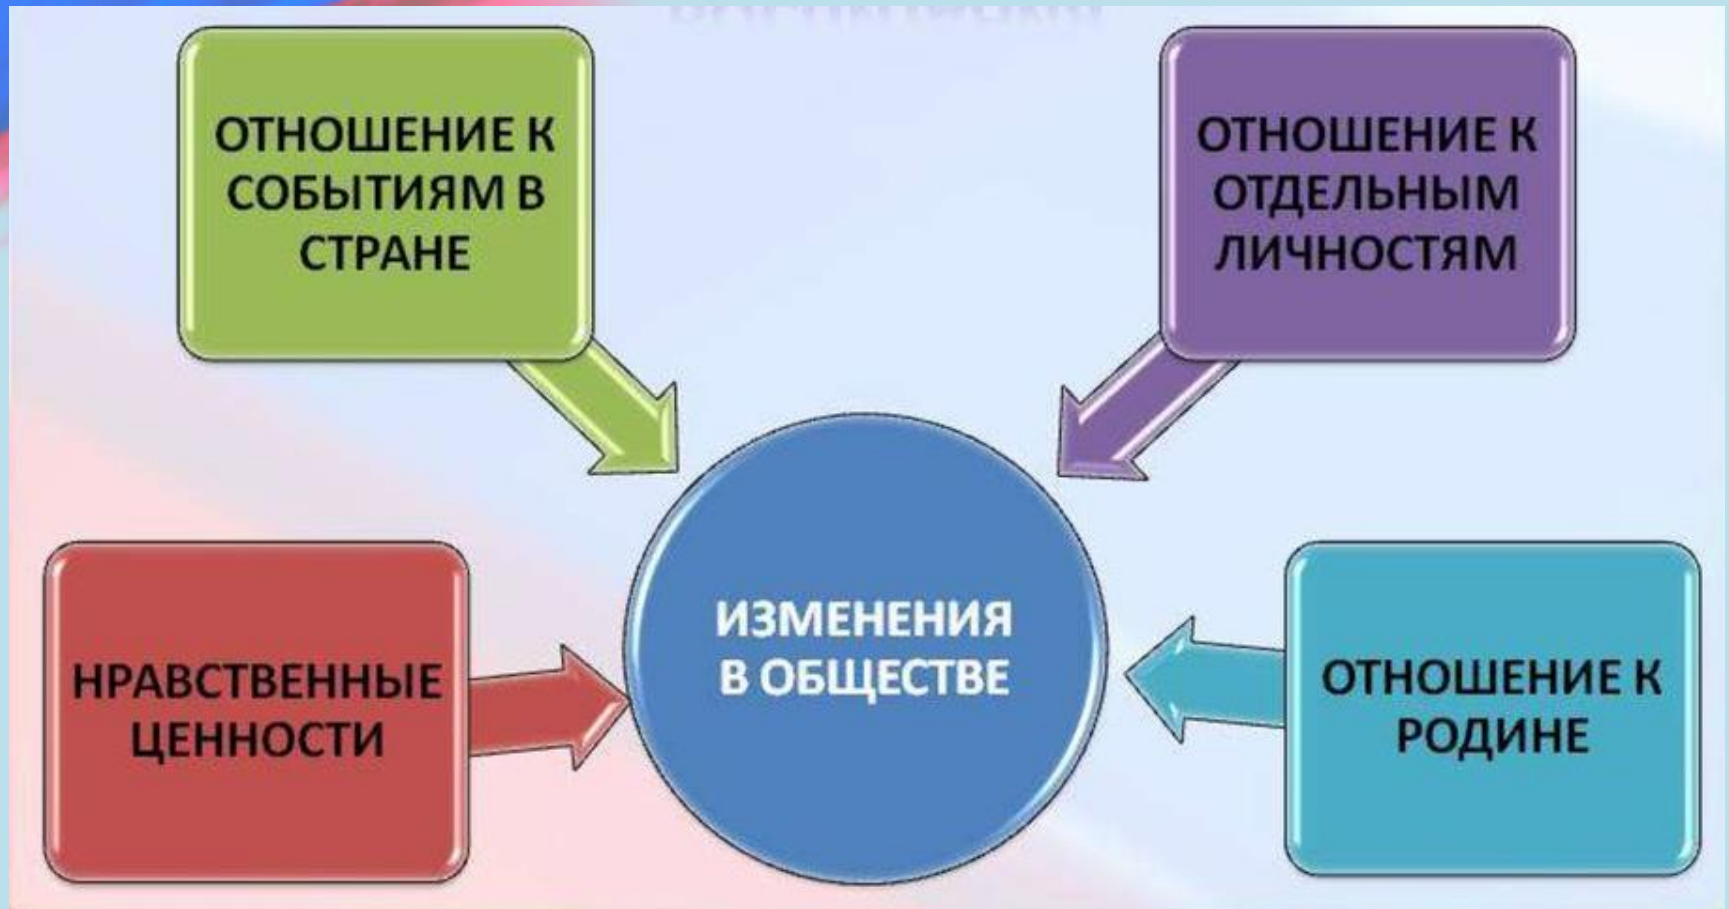 ОТНОШЕНИЕ К
СОБЫТИЯМ В
СТРАНЕ
ОТНОШЕНИЕ К
ОТДЕЛЬНЫМ
ЛИЧНОСТЯМ
НРАВСТВЕННЫЕ
ЦЕННОСТИ
ИЗМЕНЕНИЯ
В ОБЩЕСТВЕ
ОТНОШЕНИЕ К
РОДИНЕ